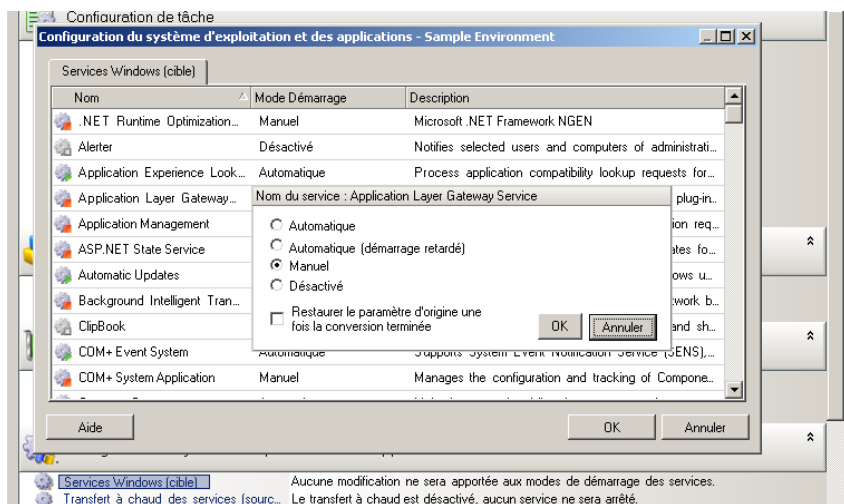 Configuration de tâche
Configuration du système d'exploitation et des applications - Sample Environment
Services Windows (cible)
Nom Mode Démarrage Description
.NET Runtime Optimization... Manuel Microsoft .NET Framework NGEN
Alerter Désactivé Notifies selected users and computers of administrati...
Application Experience Look... Automatique Process application compatibility lookup requests for...
Application Layer Gateway... plug-in...
Nom du service : Application Layer Gateway Service
Application Management ion req...
Automatique
ASP.NET State Service ates fo...
Automatique (démarrage retardé)
Manuel
Automatic Updates ows u...
Désactivé
Background Intelligent Tran... twork b...
Restaurer le paramètre d'origine une
fois la conversion terminée
OK Annuler
ClipBook and sh...
COM+ Event System Automatique Supports System Event Notification Service (SENS),...
COM+ System Application Manuel Manages the configuration and tracking of Compone...
Aide OK Annuler
Services Windows (cible) Aucune modification ne sera apportée aux modes de démarrage des services.
Transfert à chaud des services (sourc... Le transfert à chaud est désactivé, aucun service ne sera arrêté.